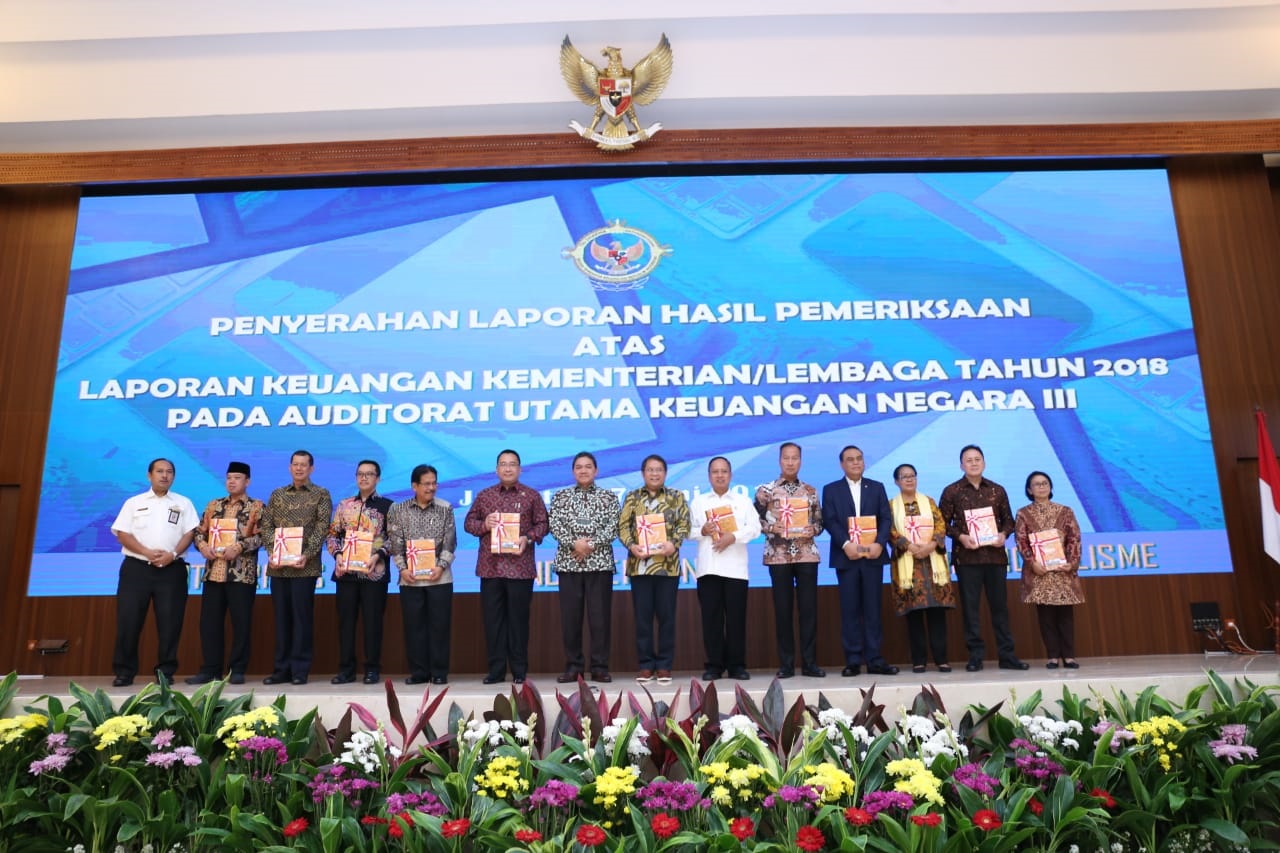 PENYERAHAN LAPORAN HASIL PEMERIKSAAN
ATAS
LAPORAN KEUANGAN KEMENTERIAN/LEMBAGA TAHUN 2018
PADA AUDITORAT UTAMA KEUANGAN NEGARA III